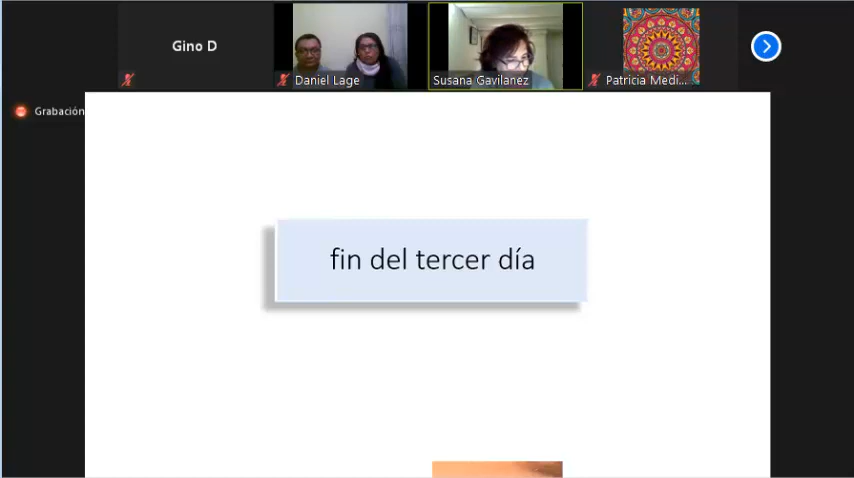 Gino D
Daniel Lage
Susana Gavilanez
Patricia Medi...
Grabación
fin del tercer día